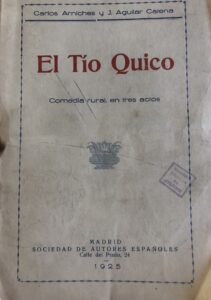 Carlos Arniches y J. Aguilar Catena
El Tío Quico
Comedia rural en tres actos
MADRID
SOCIEDAD DE AUTORES ESPAÑOLES
Calle del Prado, 24
1925